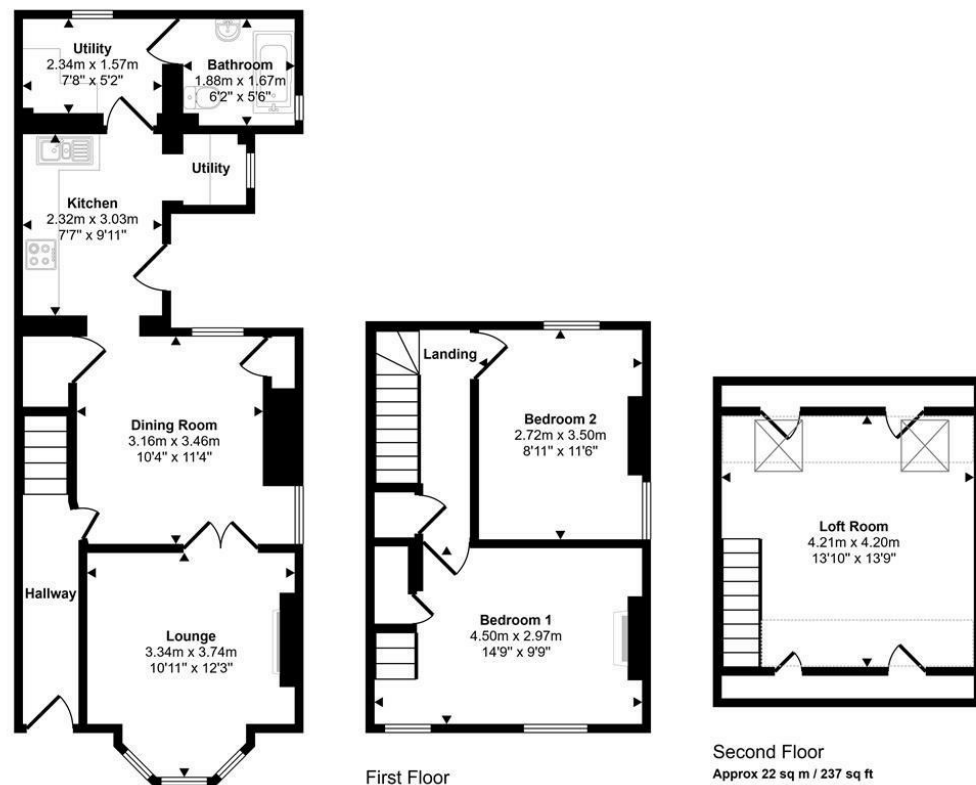 Utility
2.34m x 1.57m
7'8" x 5'2"
Bathroom
1.88m x 1.67m
6'2" x 5'6"
Utility
Kitchen
2.32m x 3.03m
7'7" x 9'11"
Dining Room
3.16m x 3.46m
10'4" x 11'4"
Hallway
Lounge
3.34m x 3.74m
10'11" x 12'3"
Landing
Bedroom 2
2.72m x 3.50m
8'11" x 11'6"
Bedroom 1
4.50m x 2.97m
14'9" x 9'9"
First Floor
Loft Room
4.21m x 4.20m
13'10" x 13'9"
Second Floor
Approx 22 sq m / 237 sq ft